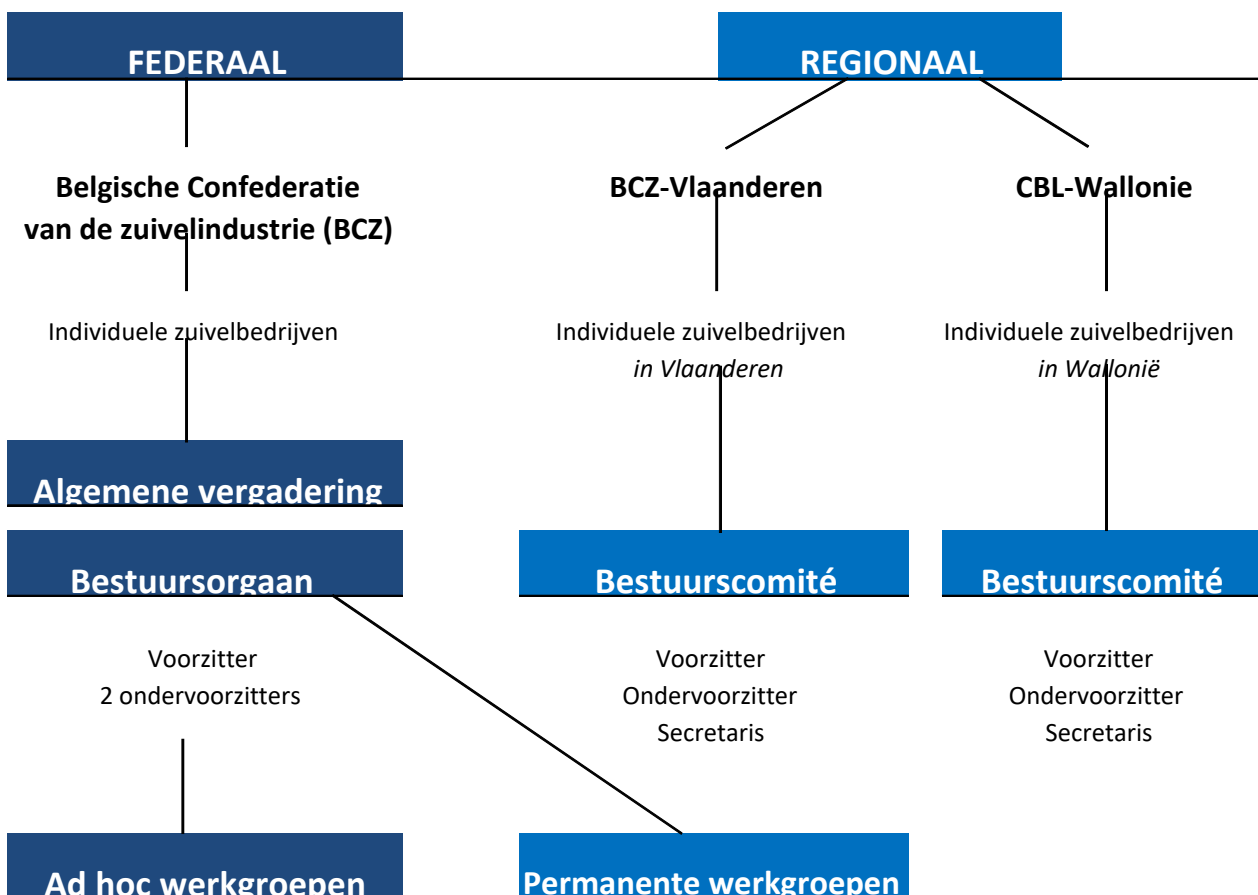 FEDERAAL
REGIONAAL
Belgische Confederatie
van de zuivelindustrie (BCZ)
BCZ-Vlaanderen
CBL-Wallonie
Individuele zuivelbedrijven
Individuele zuivelbedrijven
in Vlaanderen
Individuele zuivelbedrijven
in Wallonië
Algemene vergadering
Bestuursorgaan
Bestuurscomité
Bestuurscomité
Voorzitter
2 ondervoorzitters
Voorzitter
Ondervoorzitter
Secretaris
Voorzitter
Ondervoorzitter
Secretaris
Ad hoc werkgroepen
Permanente werkgroepen